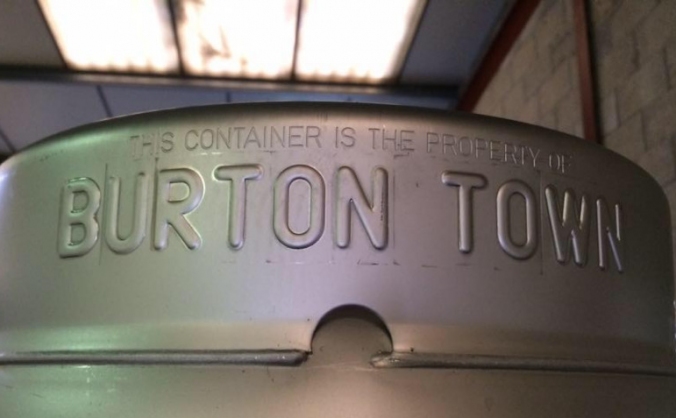 THIS CONTAINER IS THE PROPERTY OF
BURTON TOWN